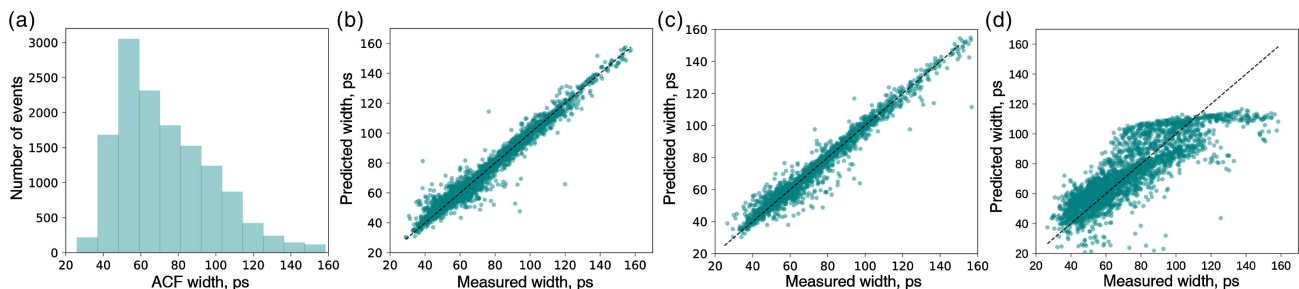 (a)
Number of events
3000
2500
2000
1500
1000
500
0
20 40 60 80 100 120 140 160
ACF width, ps
(b)
Predicted width, ps
160
140
120
100
80
60
40
20
20 40 60 80 100 120 140 160
Measured width, ps
(c)
Predicted width, ps
160
140
120
100
80
60
40
20
20 40 60 80 100 120 140 160
Measured width, ps
(d)
Predicted width, ps
160
140
120
100
80
60
40
20
40 60 80 100 120 140 160
Measured width, ps